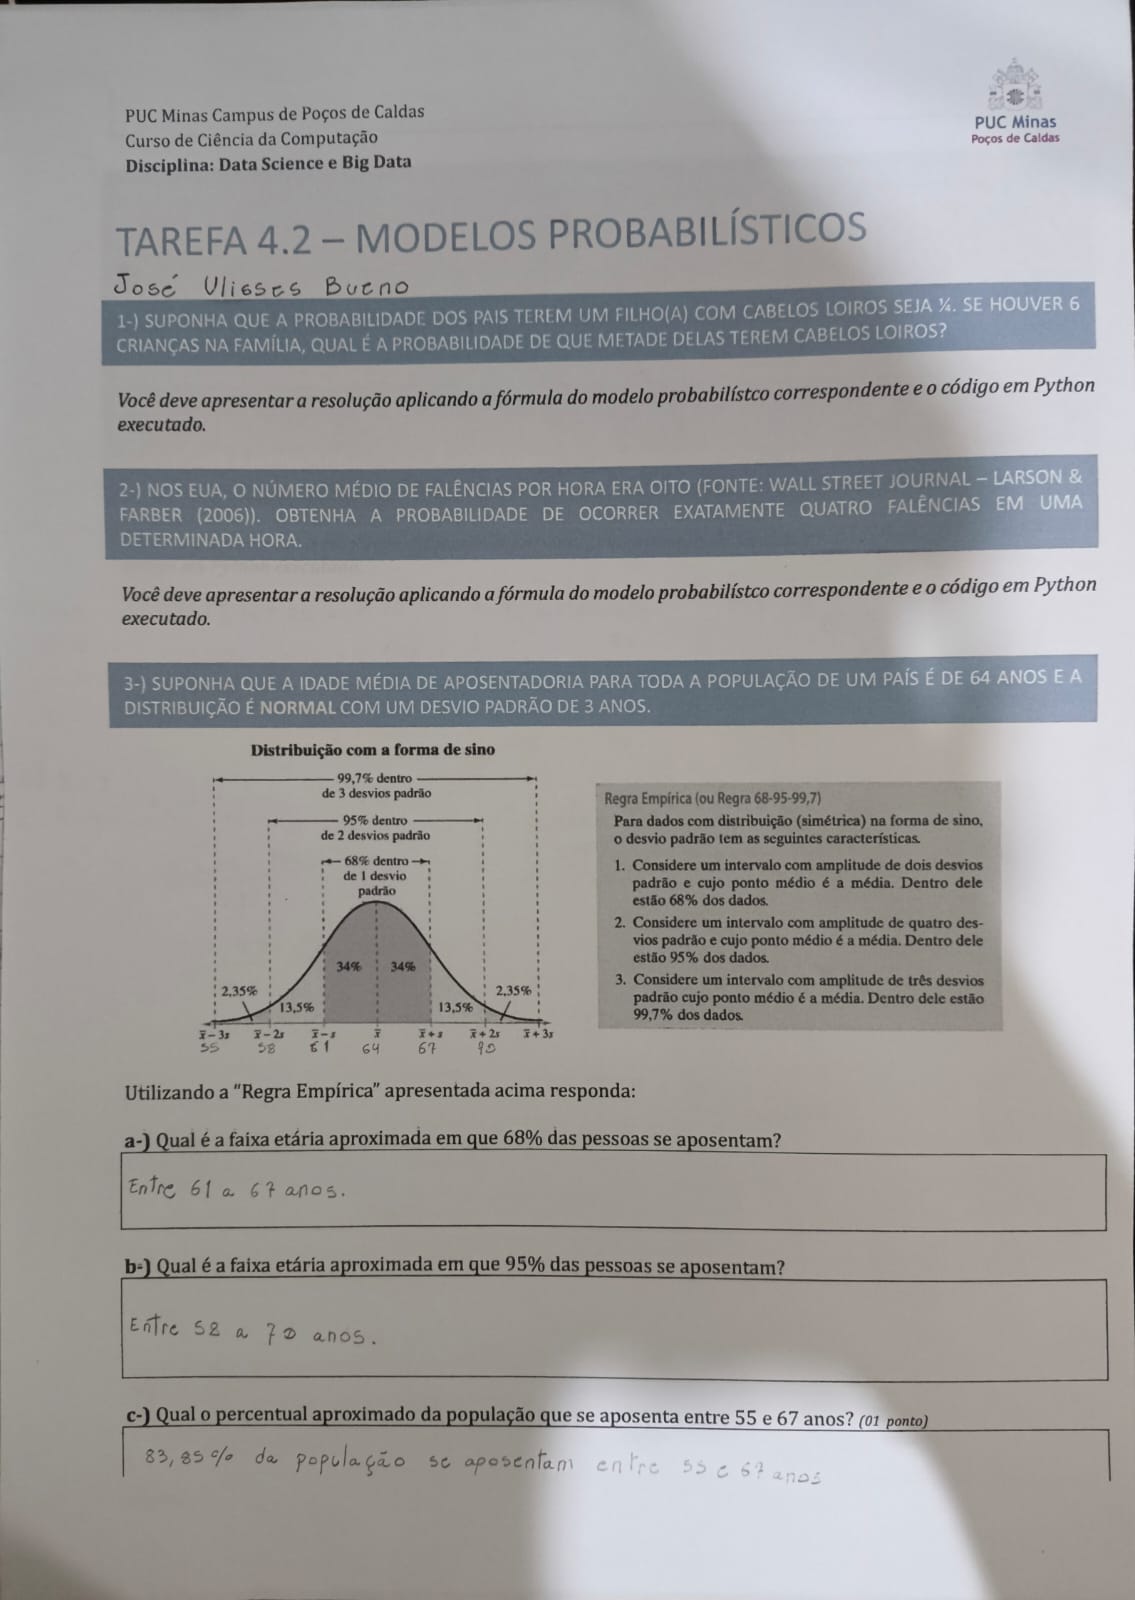 PUC Minas Campus de Poços de Caldas
Curso de Ciência da Computação
Disciplina: Data Science e Big Data
PUC Minas
Poços de Caldas
TAREFA 4.2 – MODELOS PROBABILÍSTICOS
José Ulisses Bueno
1-) SUPONHA QUE A PROBABILIDADE DOS PAIS TEREM UM FILHO(A) COM CABELOS LOIROS SEJA ¼. SE HOUVER 6
CRIANÇAS NA FAMÍLIA, QUAL É A PROBABILIDADE DE QUE METADE DELAS TEREM CABELOS LOIROS?
Você deve apresentar a resolução aplicando a fórmula do modelo probabilístco correspondente e o código em Python
executado.
2-) NOS EUA, O NÚMERO MÉDIO DE FALÊNCIAS POR HORA ERA OITO (FONTE: WALL STREET JOURNAL – LARSON &
FARBER (2006)). OBTENHA A PROBABILIDADE DE OCORRER EXATAMENTE QUATRO FALÊNCIAS EM UMA
DETERMINADA HORA.
Você deve apresentar a resolução aplicando a fórmula do modelo probabilístco correspondente e o código em Python
executado.
3-) SUPONHA QUE A IDADE MÉDIA DE APOSENTADORIA PARA TODA A POPULAÇÃO DE UM PAÍS É DE 64 ANOS E A
DISTRIBUIÇÃO É NORMAL COM UM DESVIO PADRÃO DE 3 ANOS.
Distribuição com a forma de sino
99,7% dentro
de 3 desvios padrão
95% dentro
de 2 desvios padrão
68% dentro
de 1 desvio
padrão
34% 34%
2,35% 2,35%
13,5% 13,5%
x̄ – 3s x̄ – 2s x̄ – s x̄ x̄ + s x̄ + 2s x̄ + 3s
55 58 61 64 67
Regra Empírica (ou Regra 68-95-99,7)
Para dados com distribuição (simétrica) na forma de sino,
o desvio padrão tem as seguintes características.
1. Considere um intervalo com amplitude de dois desvios
padrão e cujo ponto médio é a média. Dentro dele
estão 68% dos dados.
2. Considere um intervalo com amplitude de quatro des-
vios padrão e cujo ponto médio é a média. Dentro dele
estão 95% dos dados.
3. Considere um intervalo com amplitude de três desvios
padrão cujo ponto médio é a média. Dentro dele estão
99,7% dos dados.
Utilizando a "Regra Empírica" apresentada acima responda:
a-) Qual é a faixa etária aproximada em que 68% das pessoas se aposentam?
Entre 61 a 67 anos.
b-) Qual é a faixa etária aproximada em que 95% das pessoas se aposentam?
Entre 58 a 70 anos.
c-) Qual o percentual aproximado da população que se aposenta entre 55 e 67 anos? (01 ponto)
83,85% da população se aposentam entre 55 e 67 anos